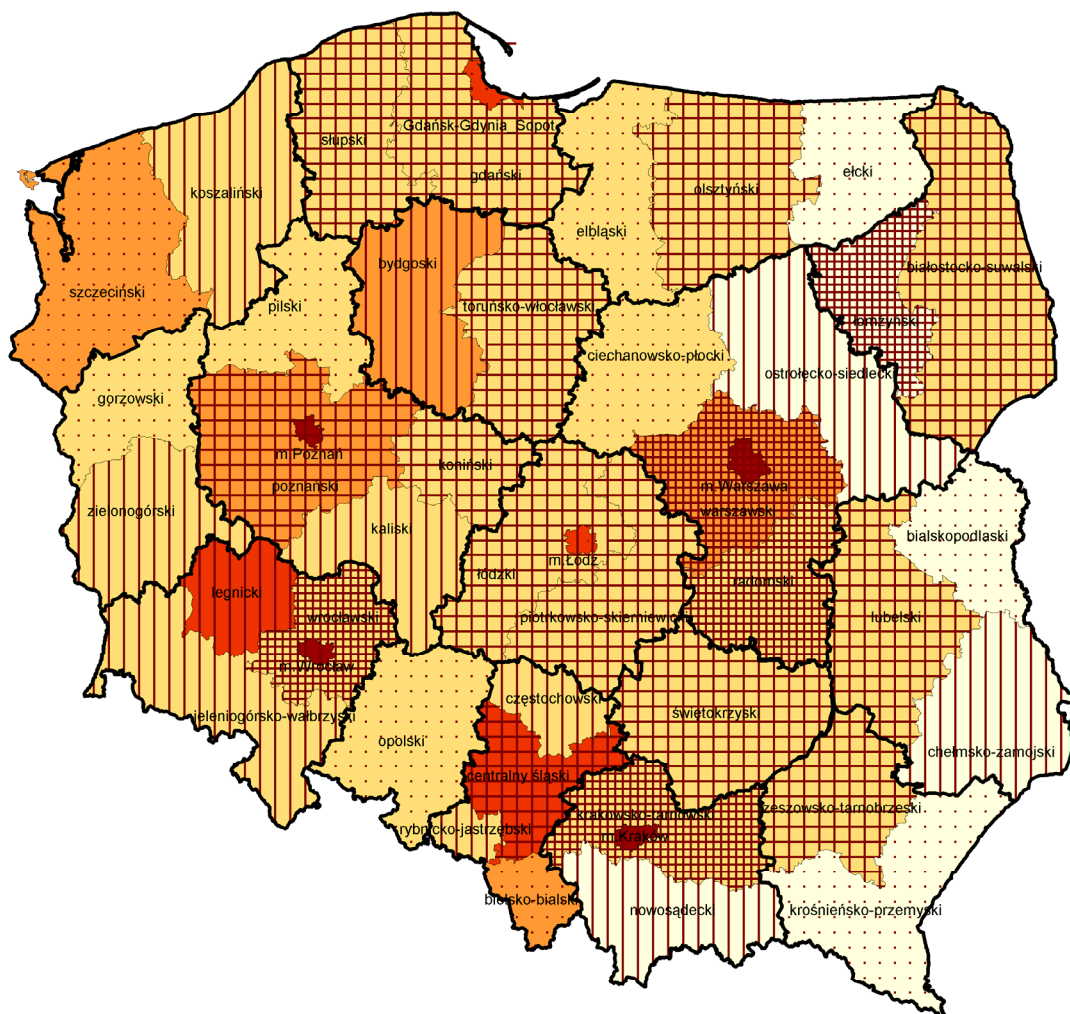 Gdańsk-Gdynia Sopot
słupski
ełcki
gdański
olsztyński
koszaliński
elbląski
bydgoski
białostocko-suwalski
szczeciński
pilski
toruńsko-włocławski
łomżyński
ciechanowsko-płocki
ostrołęcko-siedlecki
gorzowski
m.Poznań
koniński
poznański
m.Warszawa
zielonogórski
warszawski
kaliski
bialskopodlaski
m.Łódź
łódzki
radomski
legnicki
wrocławski
piotrkowsko-skierniewicki
lubelski
m.Wrocław
częstochowski
jeleniogórsko-wałbrzyski
świętokrzyski
opolski
chełmsko-zamojski
centralny śląski
rzeszowsko-tarnobrzeski
krakowsko-tarnowski
rybnicko-jastrzębski
m.Kraków
bielsko-bialski
nowosądecki
krośnieńsko-przemyski